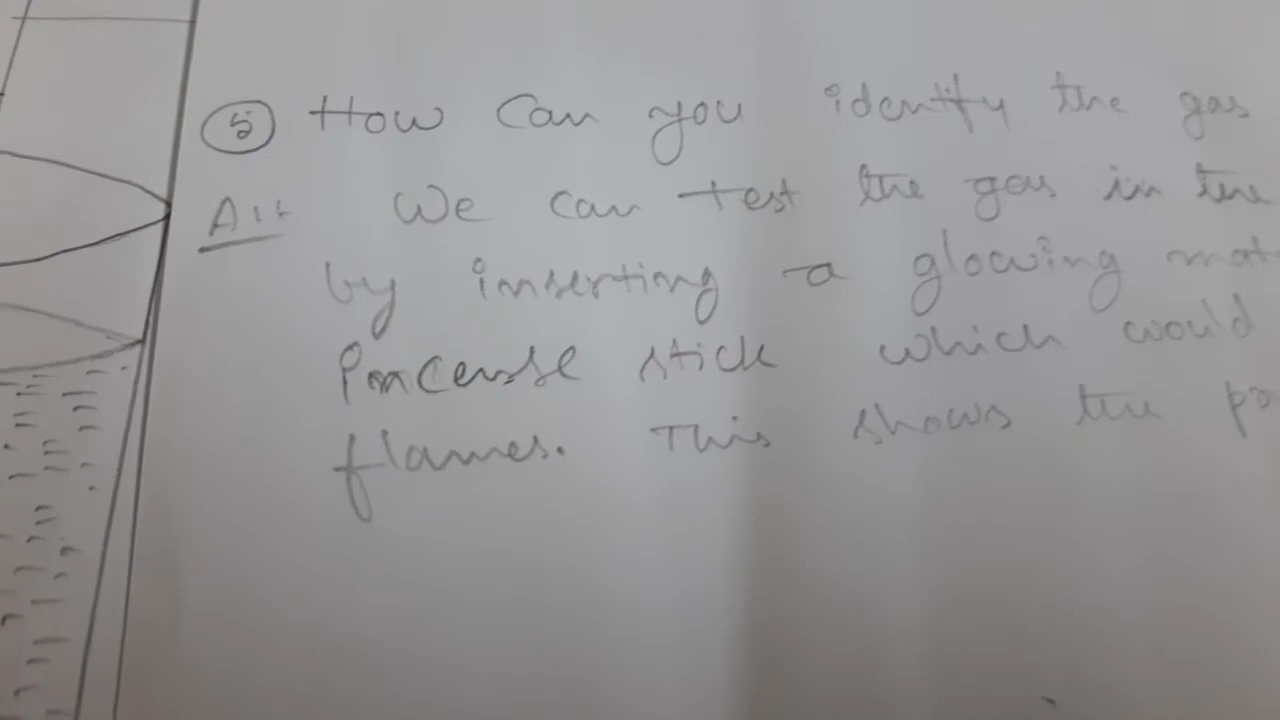 5 How can you identify the gas
A:: We can test the gas in the
by inserting a glowing mat
incense stick which would
flames. This shows the